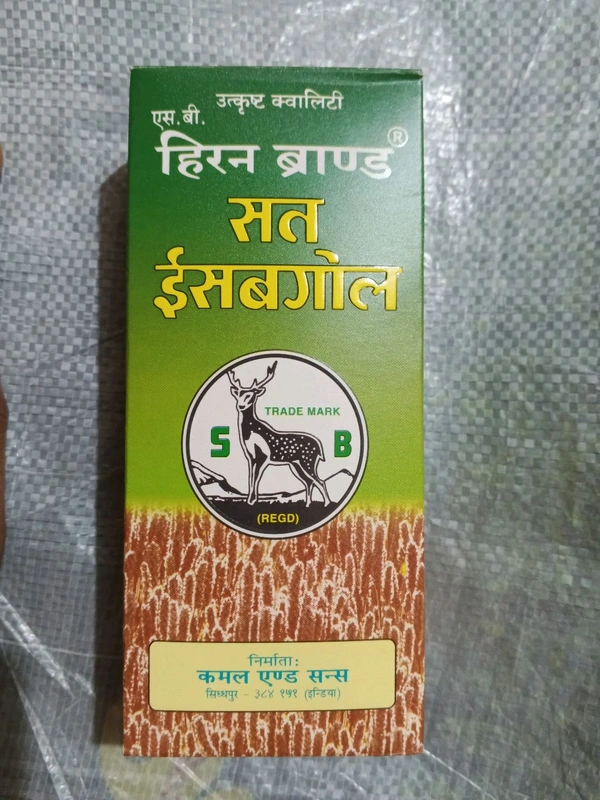 उत्कृष्ट क्वालिटी
एस.बी.
हिरन ब्राण्ड ®
सत
ईसबगोल
TRADE MARK
S B
(REGD)
निर्माता:
कमल एण्ड सन्स
सिध्धपुर - ३८४ १५१ (इन्डिया)